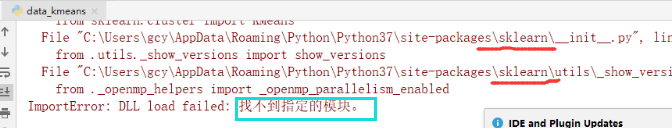 data_kmeans
from sklearn.cluster import KMeans
File "C:\Users\gcy\AppData\Roaming\Python\Python37\site-packages\sklearn\__init__.py", lin
from .utils._show_versions import show_versions
File "C:\Users\gcy\AppData\Roaming\Python\Python37\site-packages\sklearn\utils\_show_versi
from ._openmp_helpers import _openmp_parallelism_enabled
ImportError: DLL load failed: 找不到指定的模块。
IDE and Plugin Updates